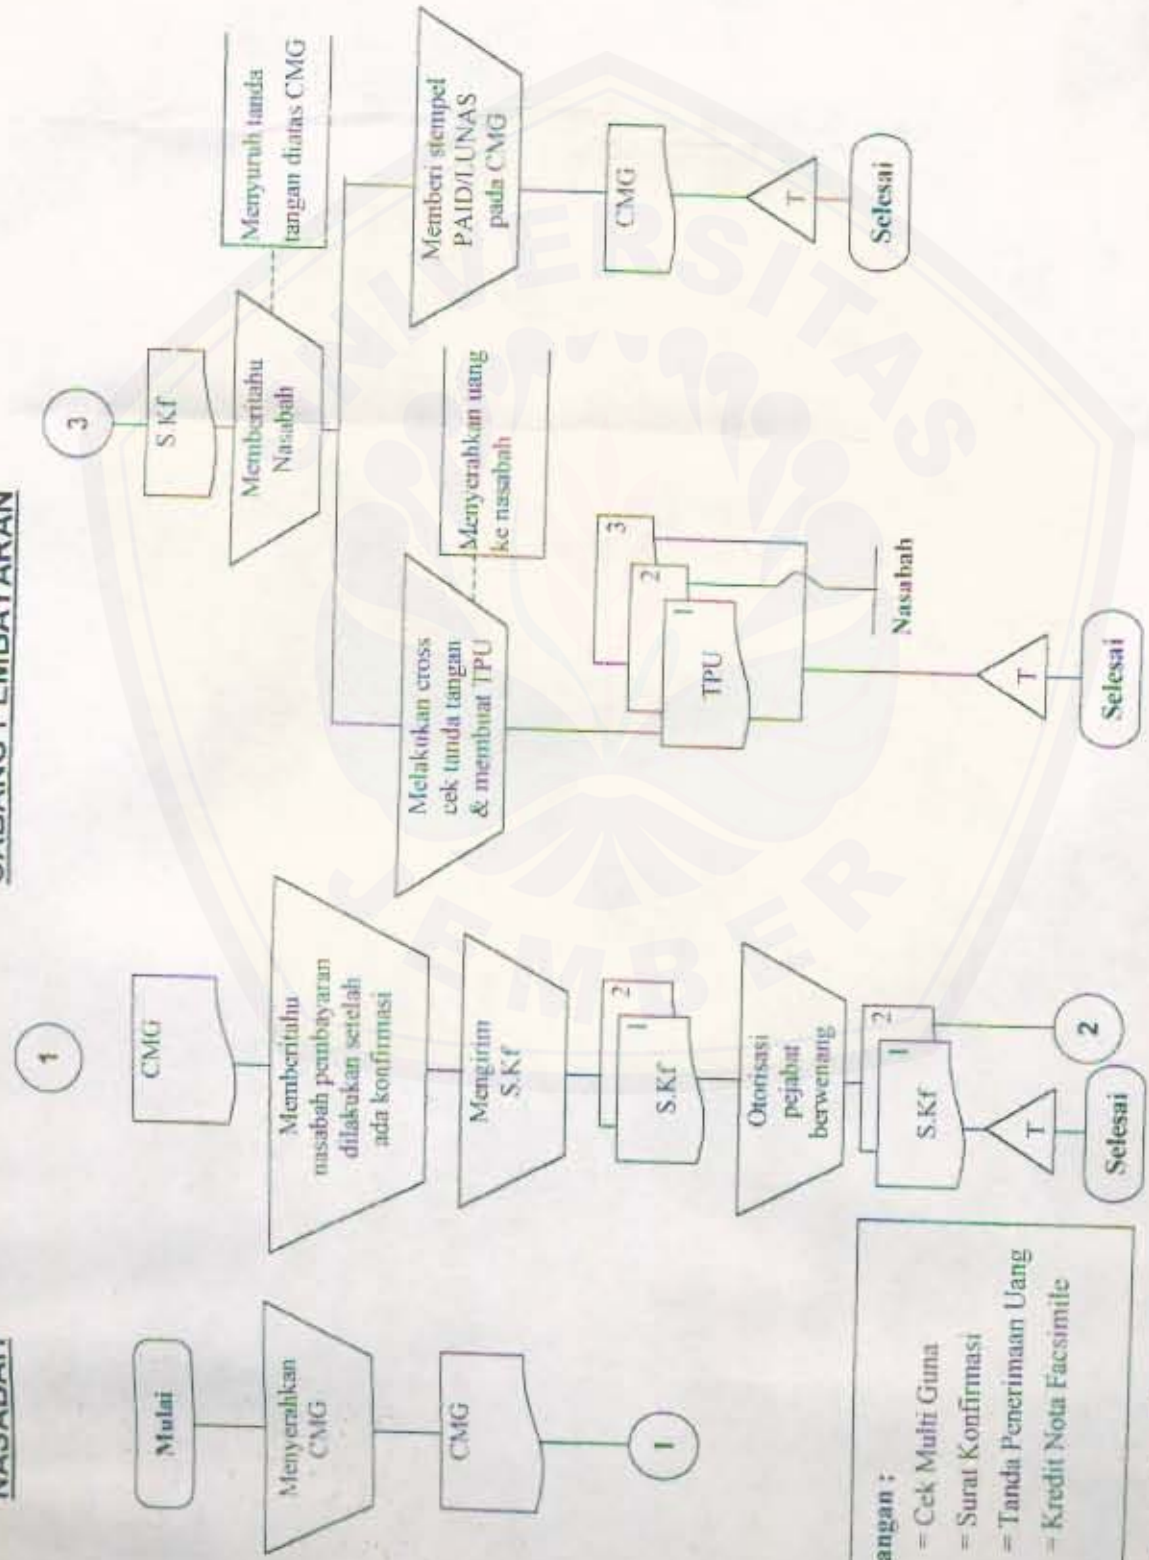 NASABAH
CABANG PEMBAYARAN
Mulai
Menyerahkan
CMG
CMG
1
1
CMG
Memberitahu
nasabah pembayaran
dilakukan setelah
ada konfirmasi
Mengirim
S.Kf
S.Kf
1
2
Otorisasi
pejabat
berwenang
S.Kf
1
2
T
Selesai
2
3
S.Kf
Memberitahu
Nasabah
Menyuruh tanda
tangan diatas CMG
Melakukan cross
cek tanda tangan
& membuat TPU
Menyerahkan uang
ke nasabah
TPU
1
2
3
Nasabah
T
Selesai
Memberi stempel
PAID/LUNAS
pada CMG
CMG
T
Selesai
angan :
= Cek Multi Guna
= Surat Konfirmasi
= Tanda Penerimaan Uang
= Kredit Nota Facsimile
UNIVERSITAS
JEMBER